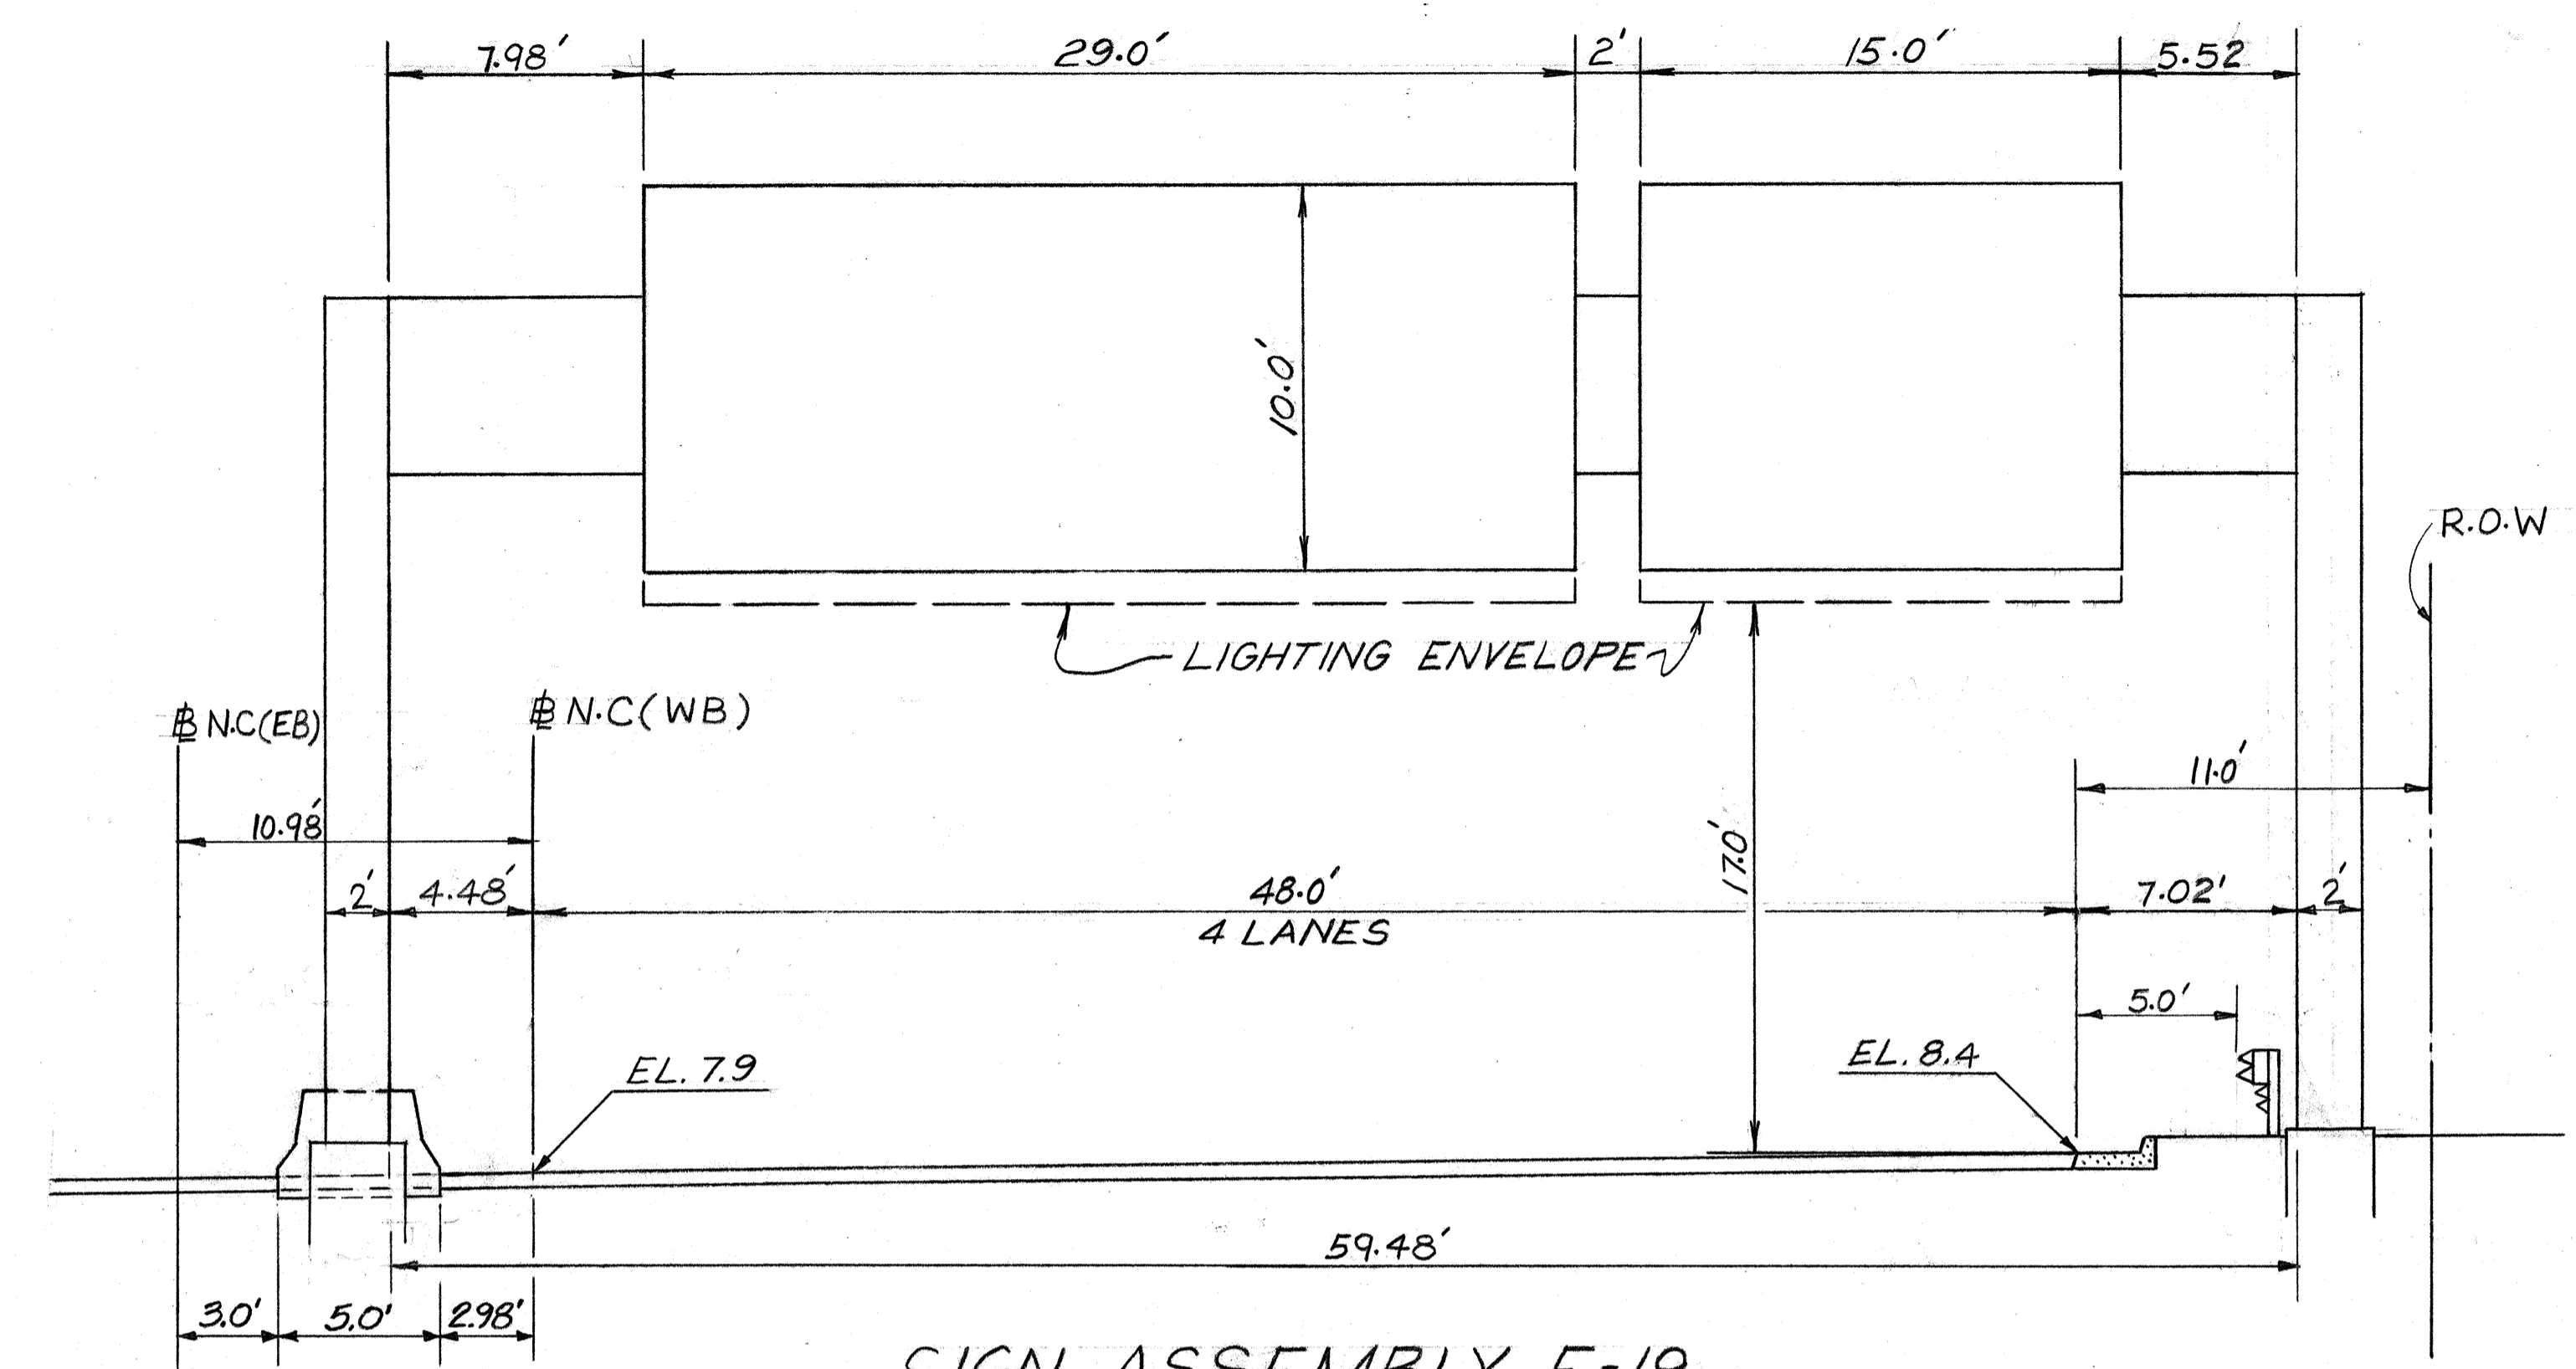 7.98' 29.0' 2' 15.0' 5.52
10.0'
R.O.W
LIGHTING ENVELOPE
N.C(EB) N.C(WB)
11.0'
10.98'
17.0'
2' 4.48' 48.0' 7.02' 2'
4 LANES
5.0'
EL. 7.9 EL. 8.4
59.48'
3.0' 5.0' 2.98'
SIGN ASSEMBLY